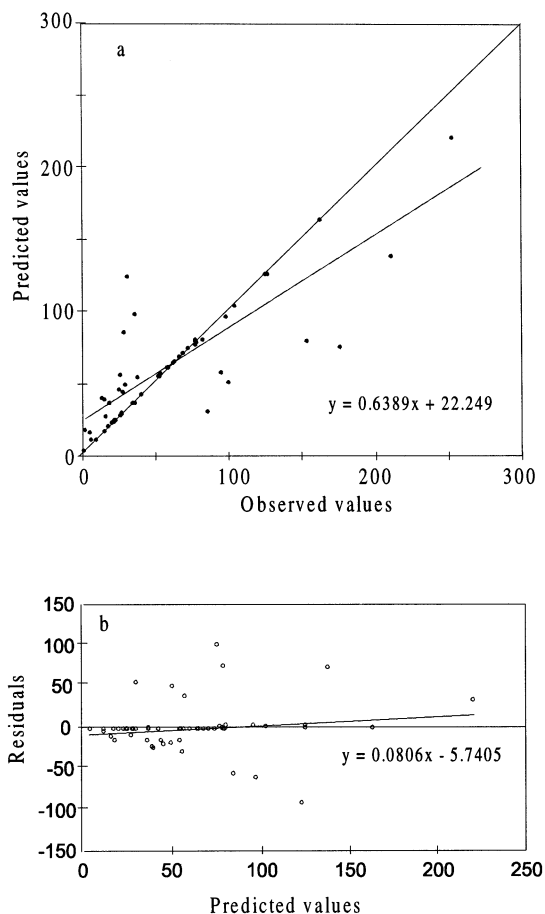 300
a
200
Predicted values
100
y = 0.6389x + 22.249
0
0 100 200 300
Observed values
150
b
100
50
Residuals
0
y = 0.0806x - 5.7405
-50
-100
-150
0 50 100 150 200 250
Predicted values